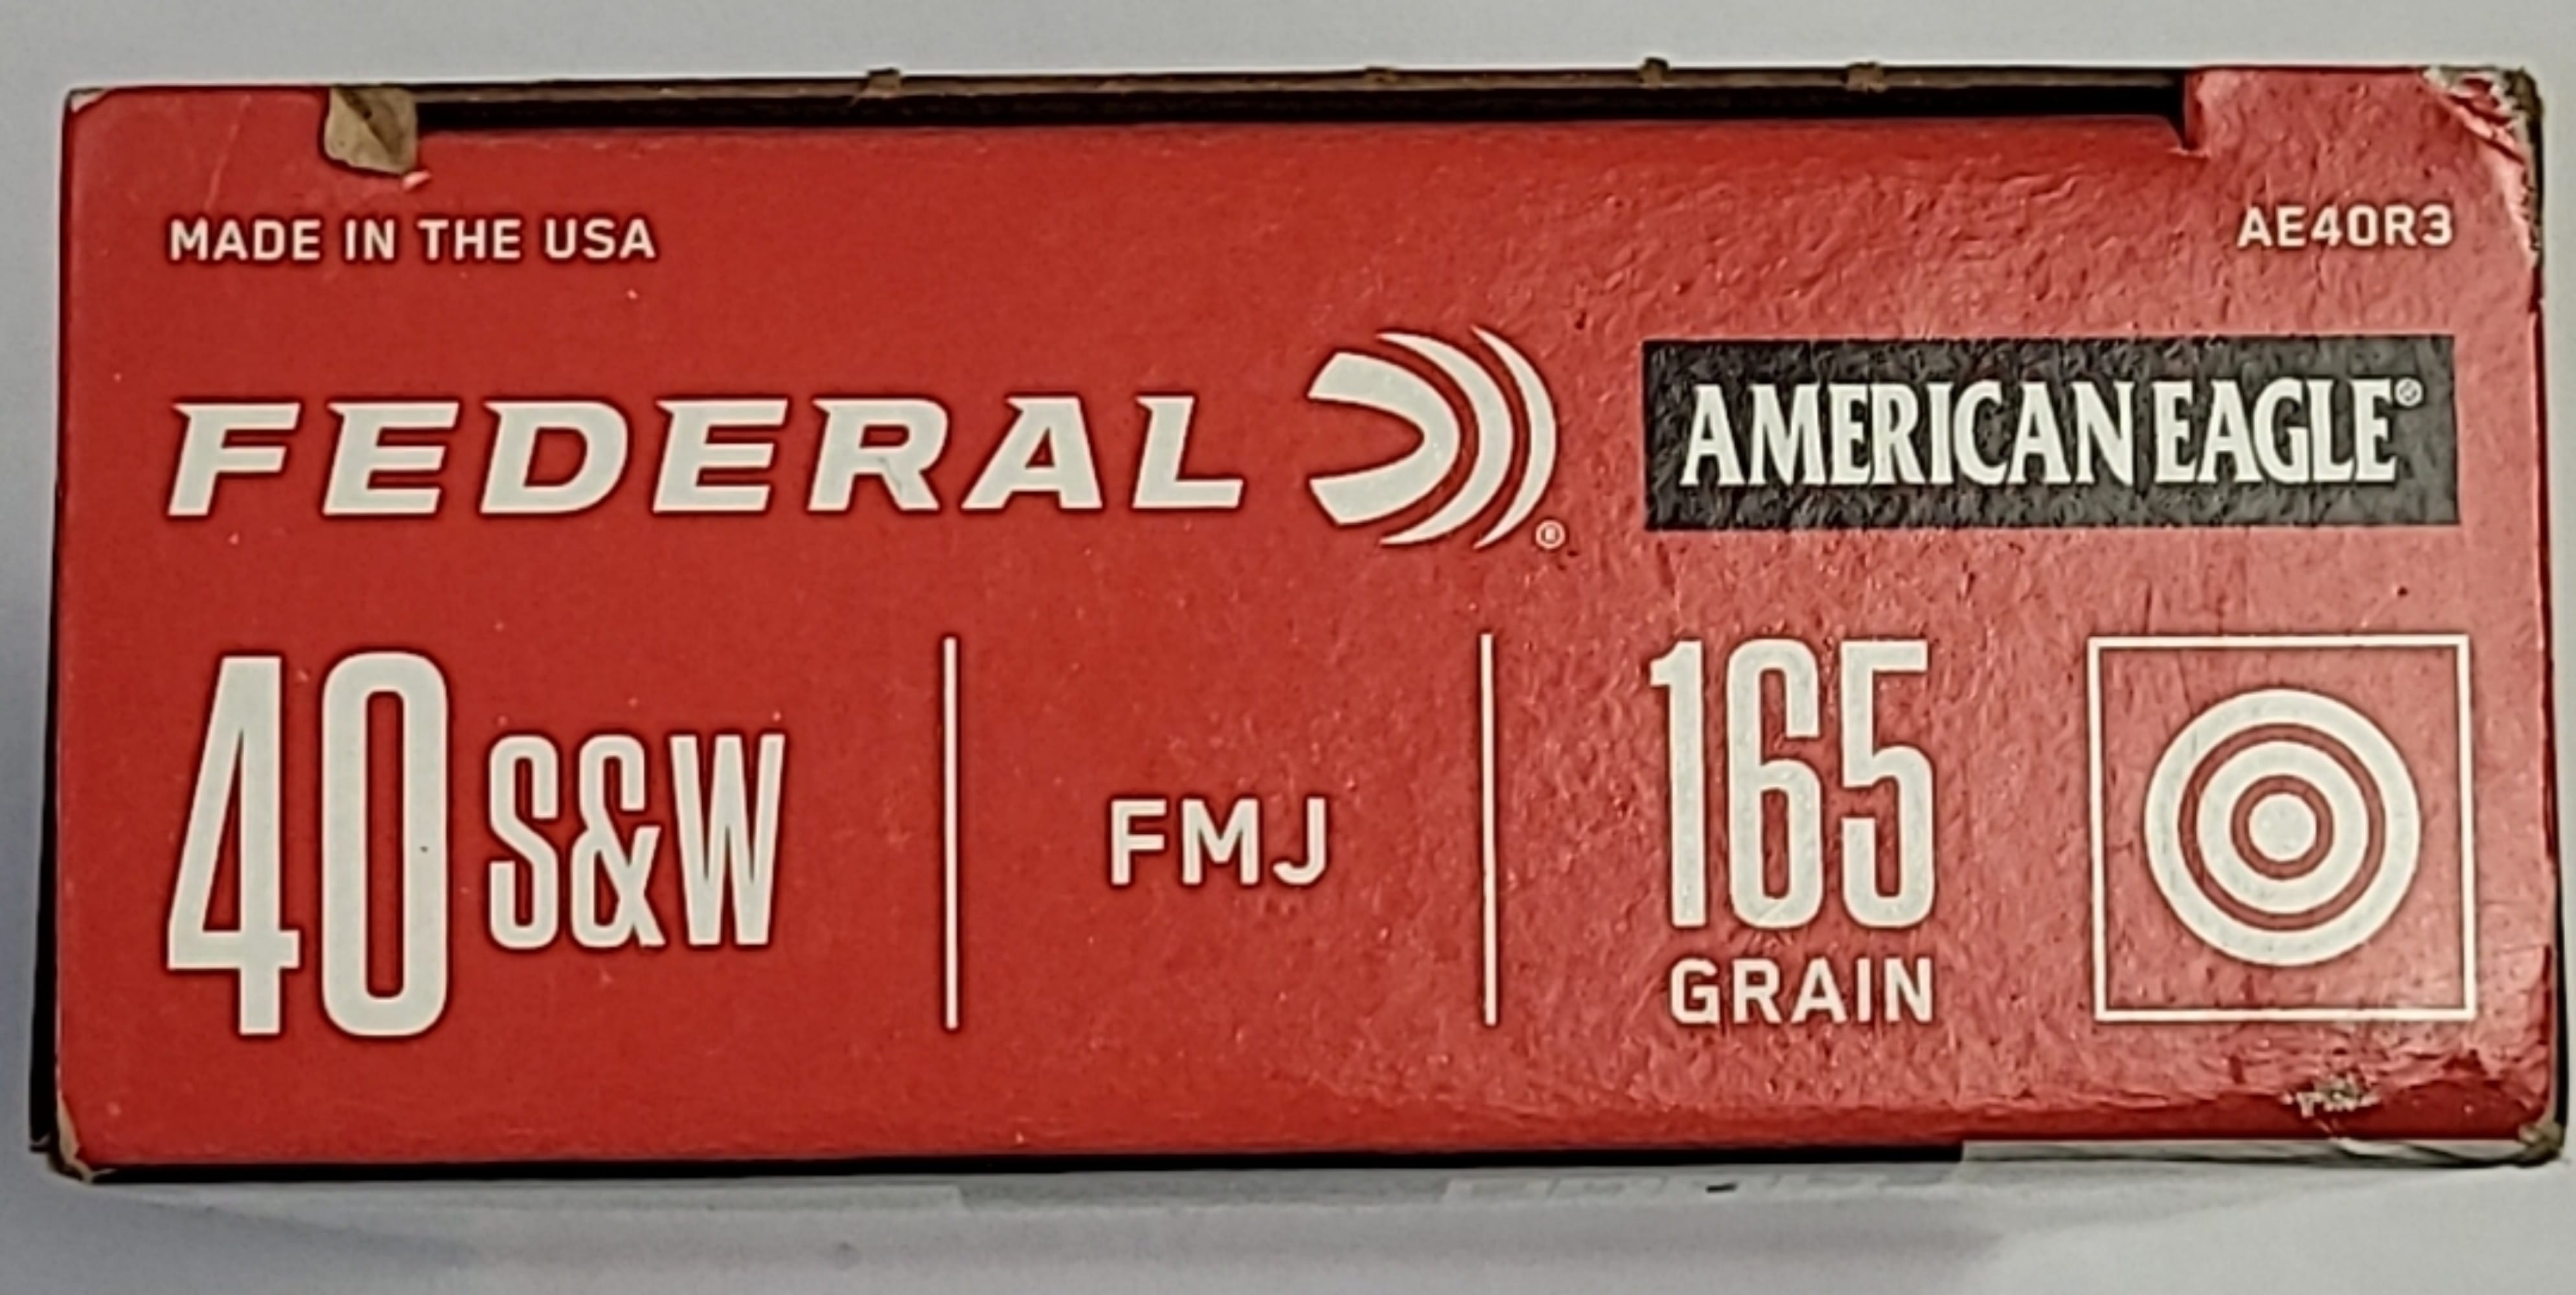 MADE IN THE USA
AE40R3
FEDERAL®
AMERICAN EAGLE®
40 S&W
FMJ
165
GRAIN